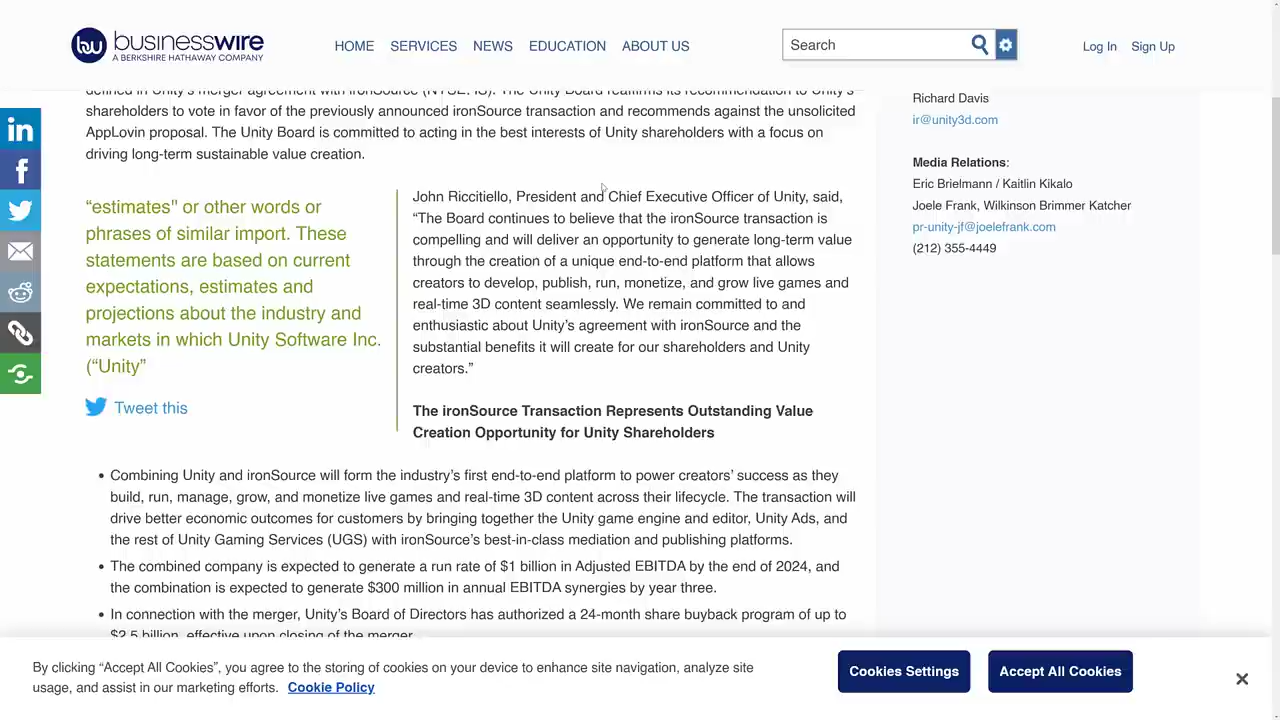 businesswire
A BERKSHIRE HATHAWAY COMPANY
HOME SERVICES NEWS EDUCATION ABOUT US
Search
Log In Sign Up
defined in Unity's merger agreement with ironSource (NYSE: IS). The Unity Board reaffirms its recommendation to Unity's
shareholders to vote in favor of the previously announced ironSource transaction and recommends against the unsolicited
AppLovin proposal. The Unity Board is committed to acting in the best interests of Unity shareholders with a focus on
driving long-term sustainable value creation.
“estimates" or other words or
phrases of similar import. These
statements are based on current
expectations, estimates and
projections about the industry and
markets in which Unity Software Inc.
(“Unity”
Tweet this
John Riccitiello, President and Chief Executive Officer of Unity, said,
“The Board continues to believe that the ironSource transaction is
compelling and will deliver an opportunity to generate long-term value
through the creation of a unique end-to-end platform that allows
creators to develop, publish, run, monetize, and grow live games and
real-time 3D content seamlessly. We remain committed to and
enthusiastic about Unity’s agreement with ironSource and the
substantial benefits it will create for our shareholders and Unity
creators.”
The ironSource Transaction Represents Outstanding Value
Creation Opportunity for Unity Shareholders
• Combining Unity and ironSource will form the industry’s first end-to-end platform to power creators’ success as they
build, run, manage, grow, and monetize live games and real-time 3D content across their lifecycle. The transaction will
drive better economic outcomes for customers by bringing together the Unity game engine and editor, Unity Ads, and
the rest of Unity Gaming Services (UGS) with ironSource’s best-in-class mediation and publishing platforms.
• The combined company is expected to generate a run rate of $1 billion in Adjusted EBITDA by the end of 2024, and
the combination is expected to generate $300 million in annual EBITDA synergies by year three.
• In connection with the merger, Unity’s Board of Directors has authorized a 24-month share buyback program of up to
$2.5 billion, effective upon closing of the merger.
Richard Davis
ir@unity3d.com
Media Relations:
Eric Brielmann / Kaitlin Kikalo
Joele Frank, Wilkinson Brimmer Katcher
pr-unity-jf@joelefrank.com
(212) 355-4449
By clicking “Accept All Cookies”, you agree to the storing of cookies on your device to enhance site navigation, analyze site
usage, and assist in our marketing efforts. Cookie Policy
Cookies Settings
Accept All Cookies